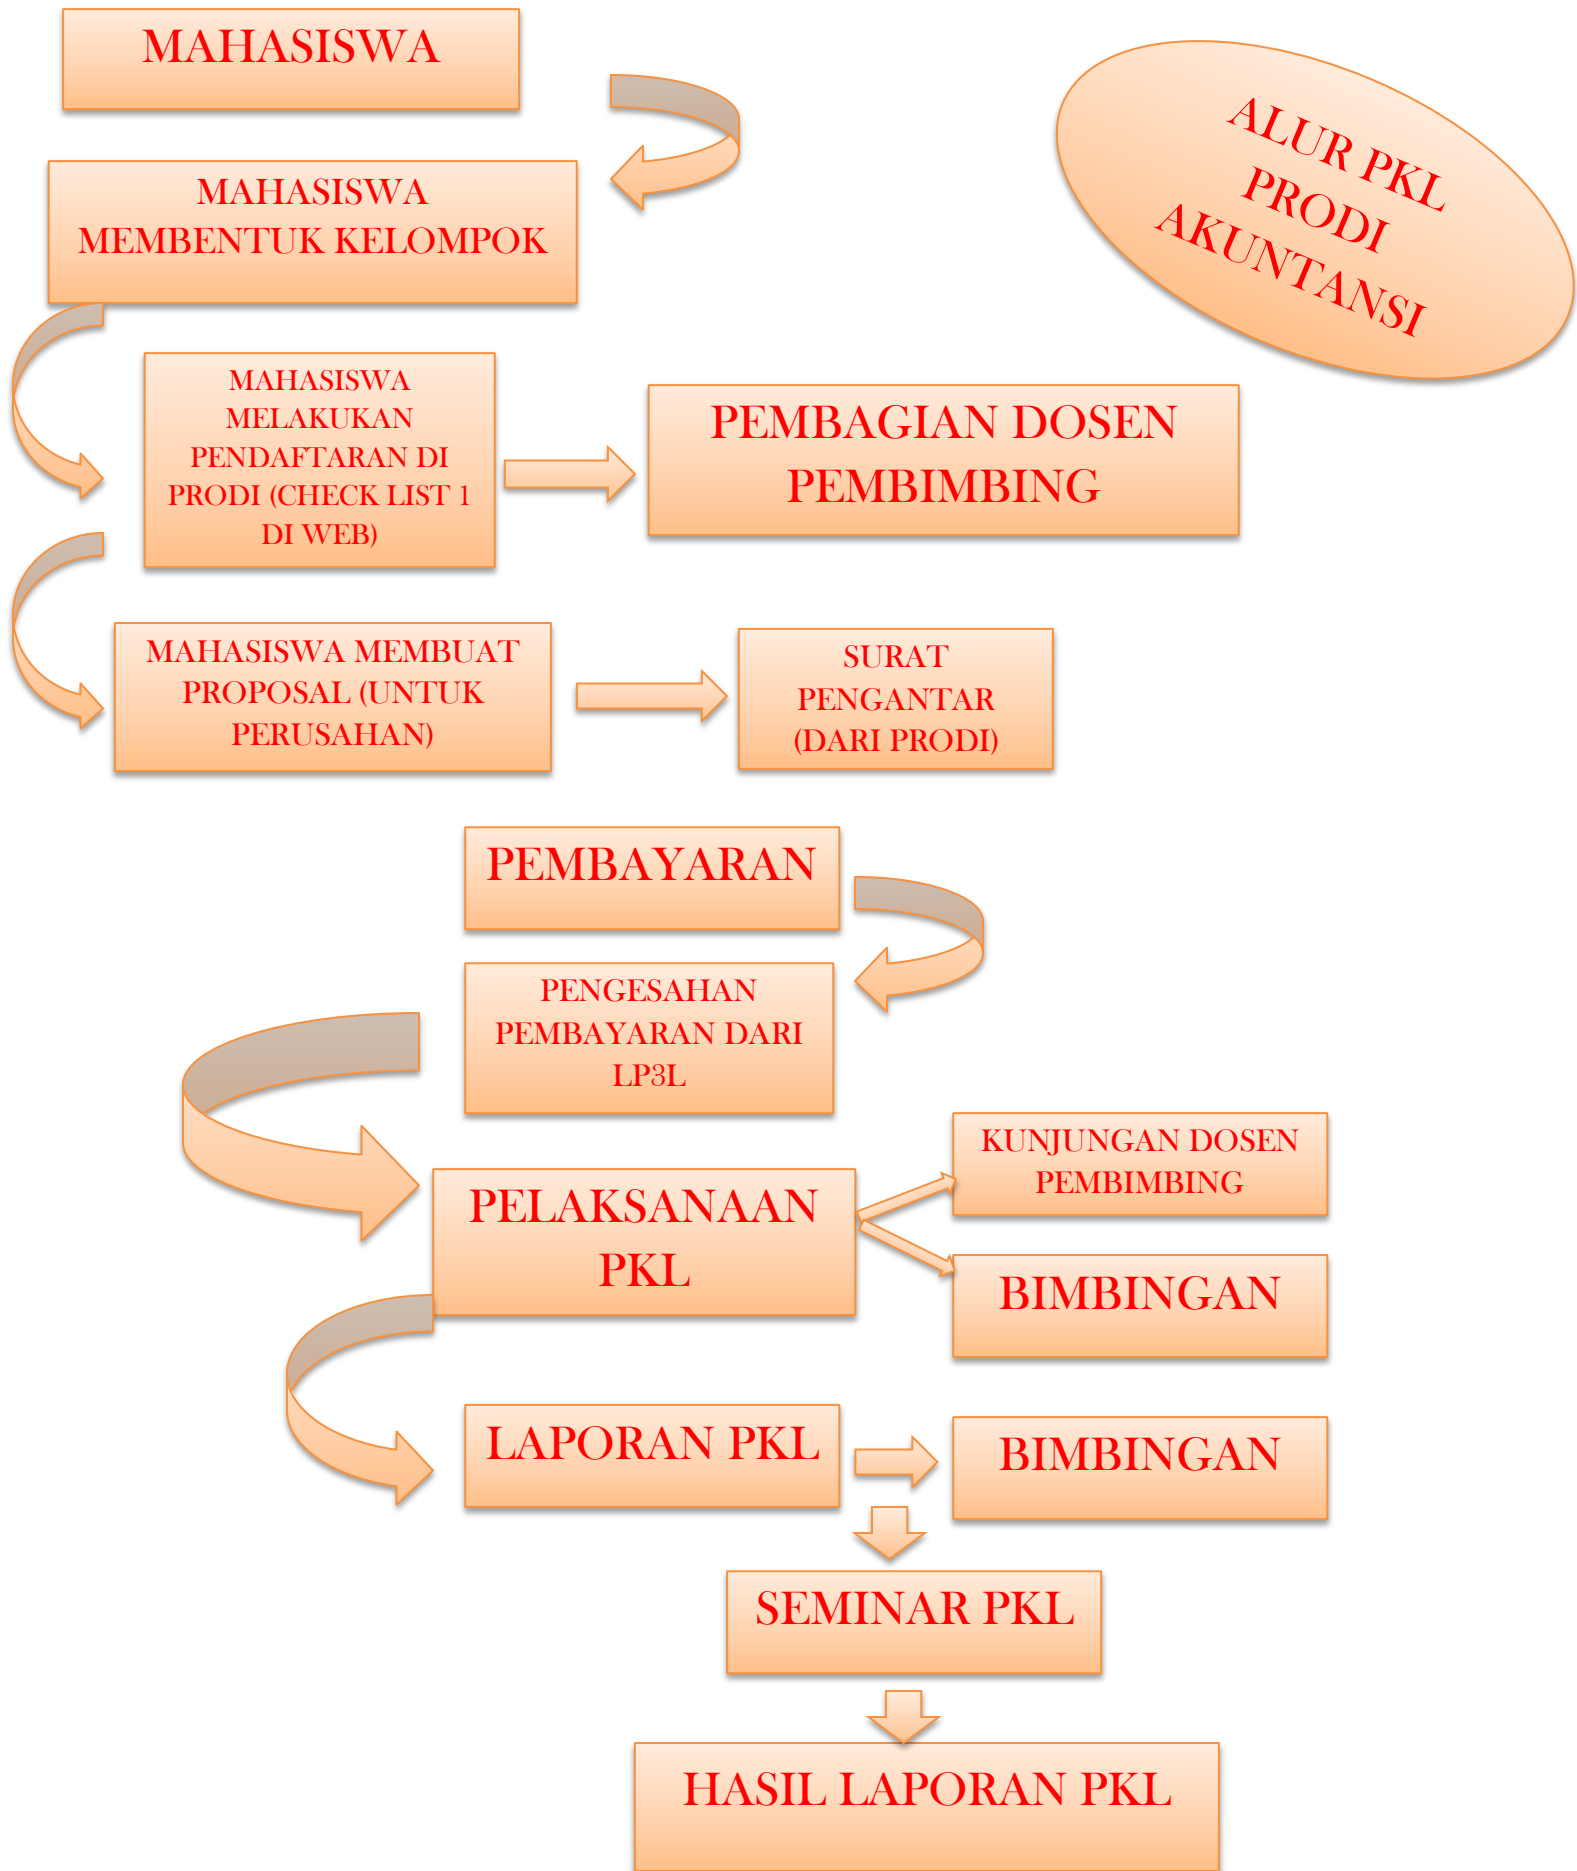 MAHASISWA
ALUR PKL
PRODI
AKUNTANSI
MAHASISWA
MEMBENTUK KELOMPOK
MAHASISWA
MELAKUKAN
PENDAFTARAN DI
PRODI (CHECK LIST 1
DI WEB)
PEMBAGIAN DOSEN
PEMBIMBING
MAHASISWA MEMBUAT
PROPOSAL (UNTUK
PERUSAHAN)
SURAT
PENGANTAR
(DARI PRODI)
PEMBAYARAN
PENGESAHAN
PEMBAYARAN DARI
LP3L
PELAKSANAAN
PKL
KUNJUNGAN DOSEN
PEMBIMBING
BIMBINGAN
LAPORAN PKL
BIMBINGAN
SEMINAR PKL
HASIL LAPORAN PKL